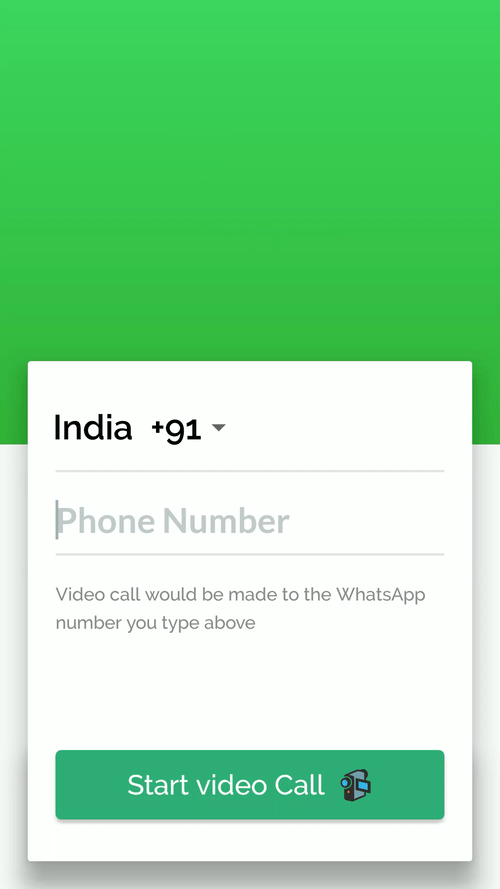 India +91
Phone Number
Video call would be made to the WhatsApp
number you type above
Start video Call